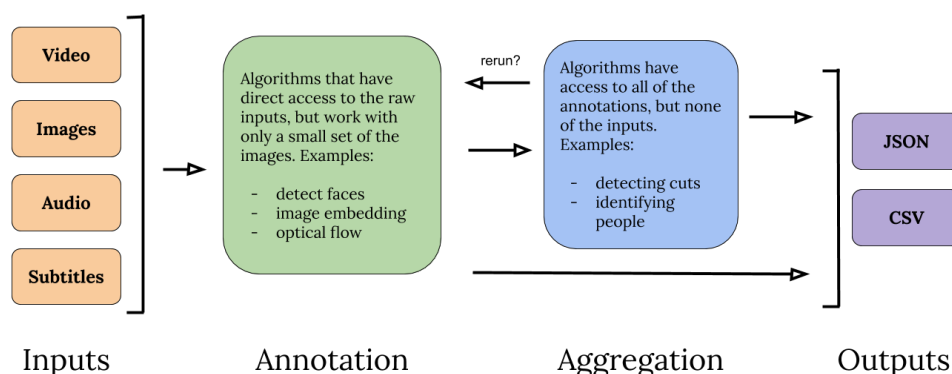 Video
Images
Audio
Subtitles
Algorithms that have
direct access to the raw
inputs, but work with
only a small set of the
images. Examples:
- detect faces
- image embedding
- optical flow
rerun?
Algorithms have
access to all of the
annotations, but none
of the inputs.
Examples:
- detecting cuts
- identifying
people
JSON
CSV
Inputs
Annotation
Aggregation
Outputs